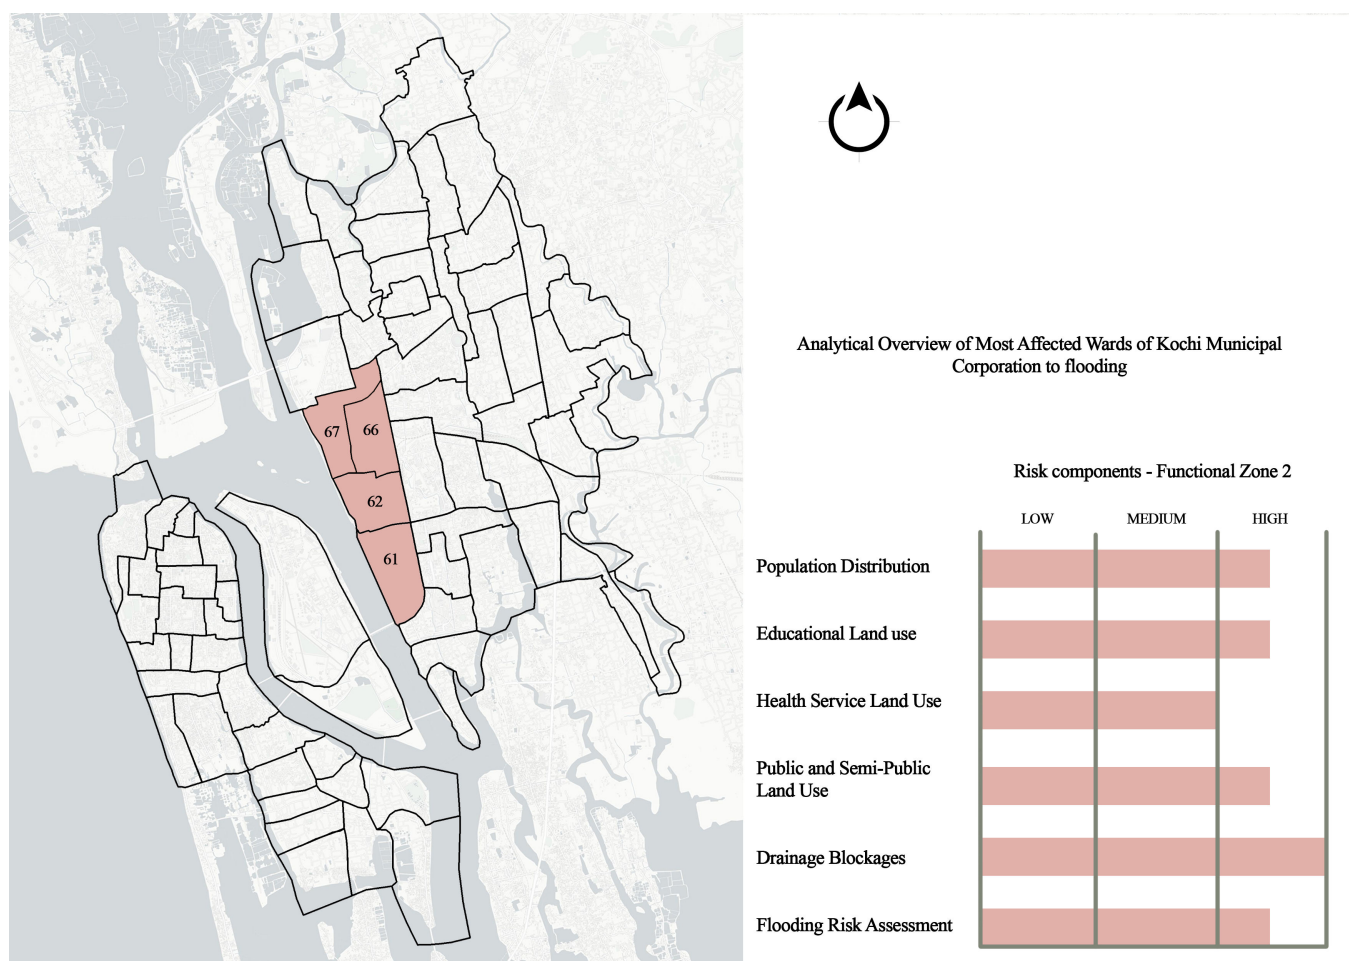 67
66
62
61
Analytical Overview of Most Affected Wards of Kochi Municipal
Corporation to flooding
Risk components - Functional Zone 2
LOW MEDIUM HIGH
Population Distribution
Educational Land use
Health Service Land Use
Public and Semi-Public
Land Use
Drainage Blockages
Flooding Risk Assessment